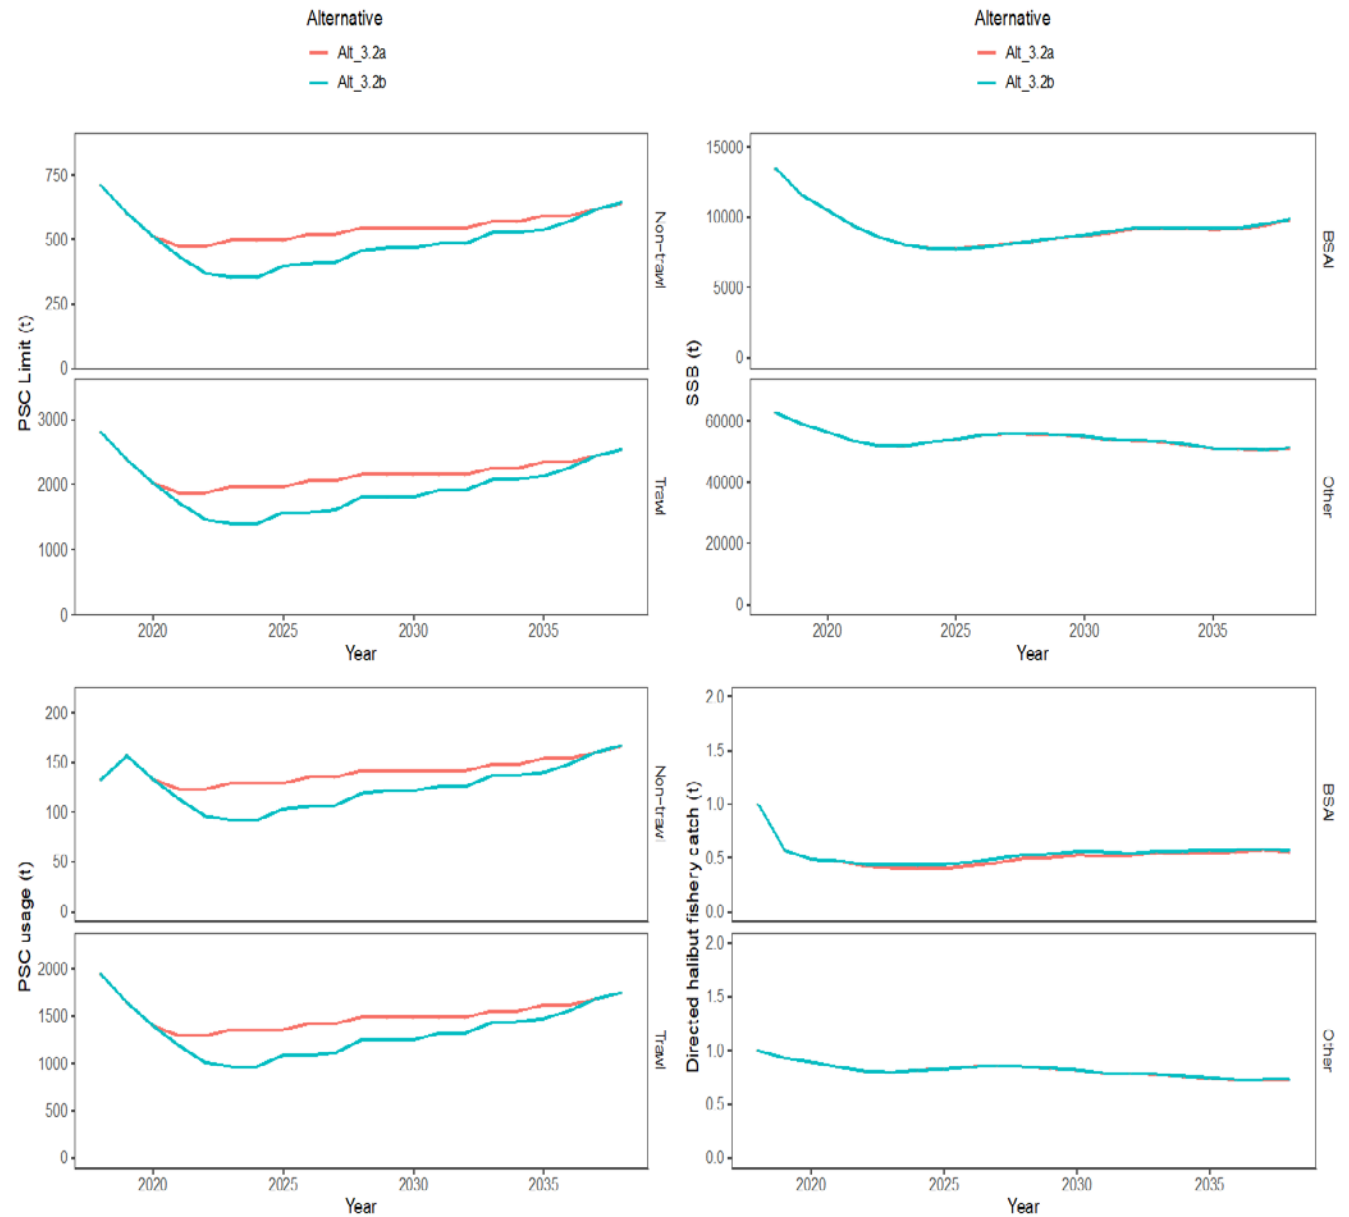 Alternative
Alt_3.2a
Alt_3.2b
Alternative
Alt_3.2a
Alt_3.2b
PSC Limit (t)
750
500
250
0
Non-trawl
3000
2000
1000
0
Trawl
2020 2025 2030 2035
Year
SSB (t)
15000
10000
5000
0
BSAI
60000
40000
20000
0
Other
2020 2025 2030 2035
Year
PSC usage (t)
200
150
100
50
0
Non-trawl
2000
1500
1000
500
0
Trawl
2020 2025 2030 2035
Year
Directed halibut fishery catch (t)
2.0
1.5
1.0
0.5
0.0
BSAI
2.0
1.5
1.0
0.5
0.0
Other
2020 2025 2030 2035
Year